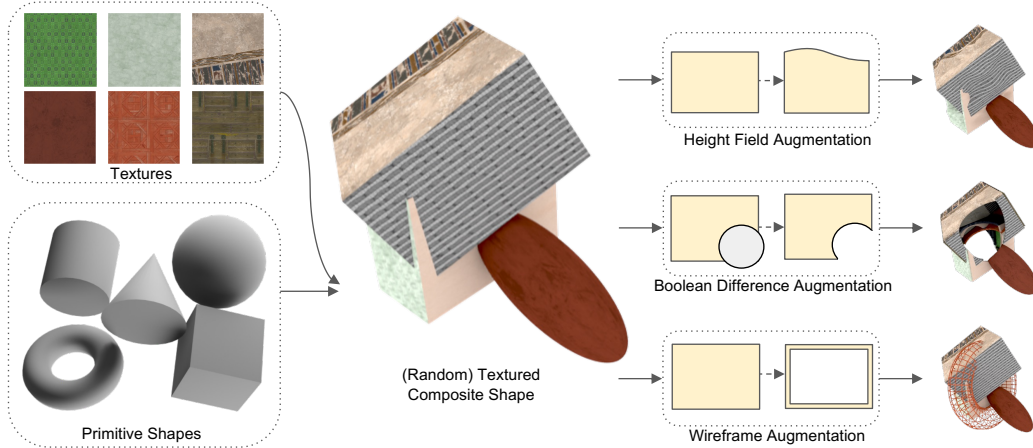 Textures
Primitive Shapes
(Random) Textured
Composite Shape
Height Field Augmentation
Boolean Difference Augmentation
Wireframe Augmentation